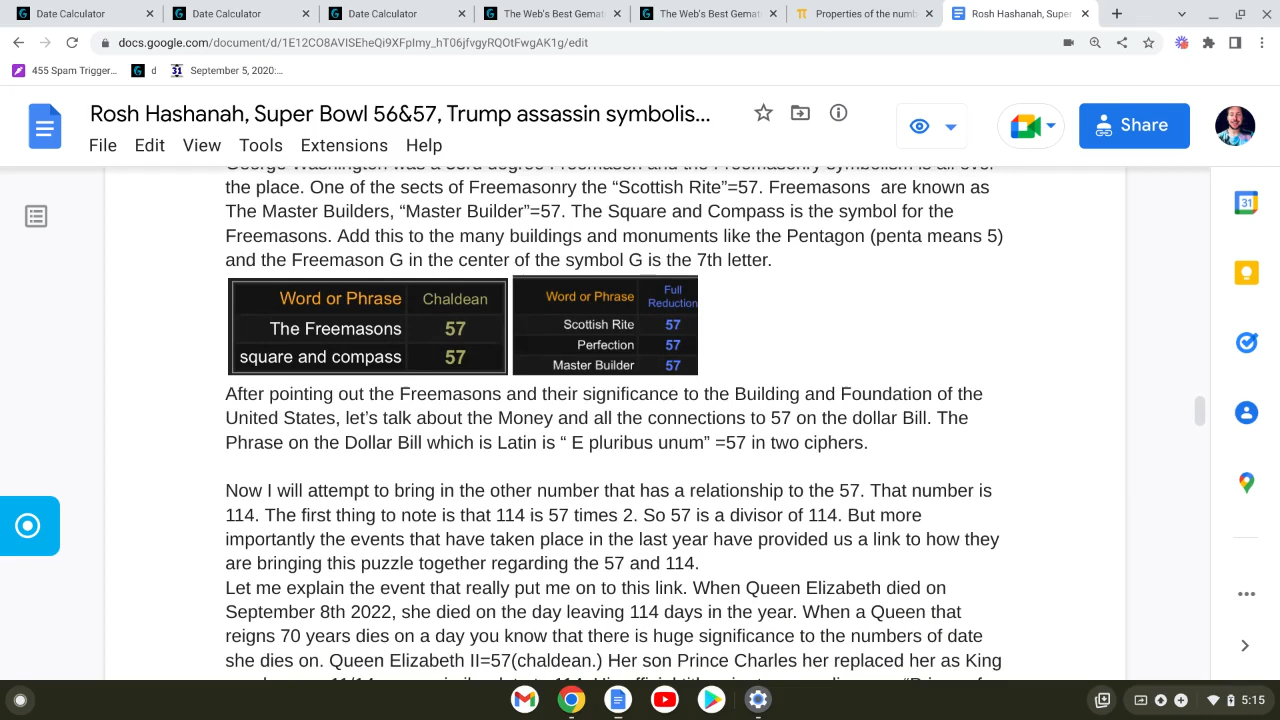 Date Calculator
Date Calculator
Date Calculator
The Web's Best Gemat
The Web's Best Gemat
Properties of the numb
Rosh Hashanah, Super
docs.google.com/document/d/1E12CO8AVISEheQi9XFpImy_hT06jfvgyRQOtFwgAK1g/edit
455 Spam Trigger...
d
31
September 5, 2020:...
Rosh Hashanah, Super Bowl 56&57, Trump assassin symbolis...
File Edit View Tools Extensions Help
Share
George Washington was a 33rd degree Freemason and the Freemasonry symbolism is all over
the place. One of the sects of Freemasonry the “Scottish Rite”=57. Freemasons  are known as
The Master Builders, “Master Builder”=57. The Square and Compass is the symbol for the
Freemasons. Add this to the many buildings and monuments like the Pentagon (penta means 5)
and the Freemason G in the center of the symbol G is the 7th letter.
Word or Phrase Chaldean
The Freemasons 57
square and compass 57
Word or Phrase Full Reduction
Scottish Rite 57
Perfection 57
Master Builder 57
After pointing out the Freemasons and their significance to the Building and Foundation of the
United States, let’s talk about the Money and all the connections to 57 on the dollar Bill. The
Phrase on the Dollar Bill which is Latin is “ E pluribus unum” =57 in two ciphers.
Now I will attempt to bring in the other number that has a relationship to the 57. That number is
114. The first thing to note is that 114 is 57 times 2. So 57 is a divisor of 114. But more
importantly the events that have taken place in the last year have provided us a link to how they
are bringing this puzzle together regarding the 57 and 114.
Let me explain the event that really put me on to this link. When Queen Elizabeth died on
September 8th 2022, she died on the day leaving 114 days in the year. When a Queen that
reigns 70 years dies on a day you know that there is huge significance to the numbers of date
she dies on. Queen Elizabeth II=57(chaldean.) Her son Prince Charles her replaced her as King
31
5:15